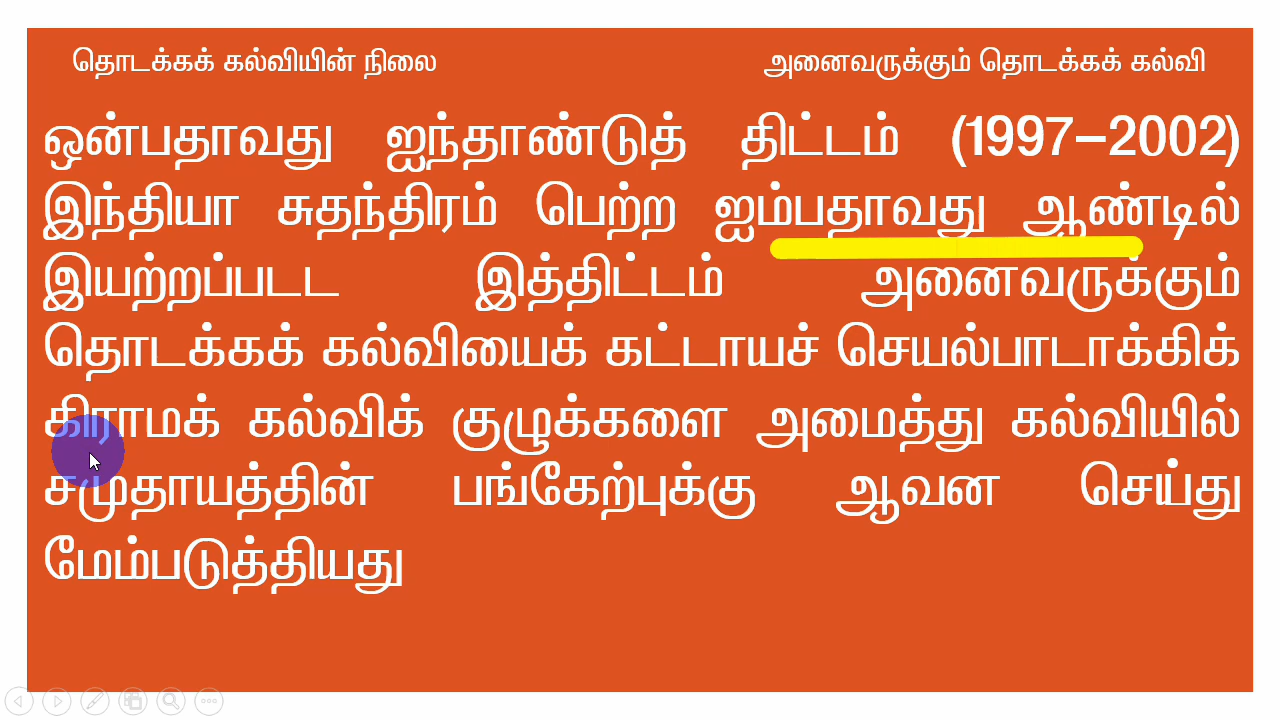 தொடக்கக் கல்வியின் நிலை அனைவருக்கும் தொடக்கக் கல்வி
ஒன்பதாவது ஐந்தாண்டுத் திட்டம் (1997–2002)
இந்தியா சுதந்திரம் பெற்ற ஐம்பதாவது ஆண்டில்
இயற்றப்படட இத்திட்டம் அனைவருக்கும்
தொடக்கக் கல்வியைக் கட்டாயச் செயல்பாடாக்கிக்
கிராமக் கல்விக் குழுக்களை அமைத்து கல்வியில்
சமுதாயத்தின் பங்கேற்புக்கு ஆவன செய்து
மேம்படுத்தியது